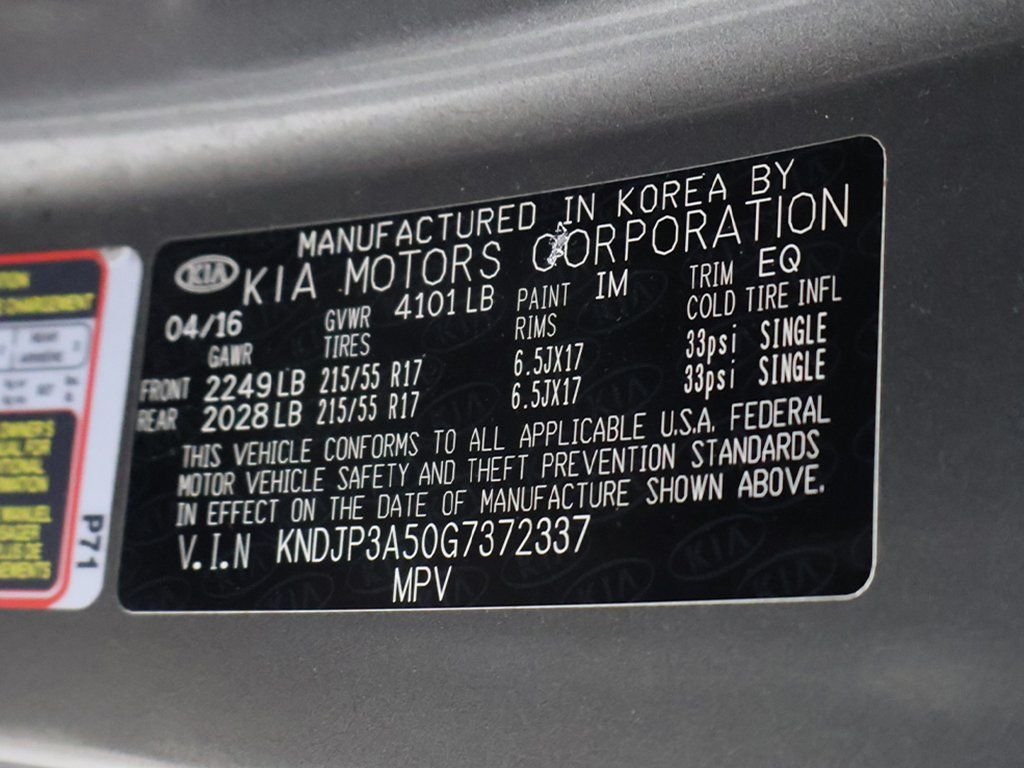 MANUFACTURED IN KOREA BY
KIA KIA MOTORS CORPORATION
04/16 GVWR 4101 LB PAINT IM TRIM EQ
GAWR TIRES RIMS COLD TIRE INFL
FRONT 2249 LB 215/55 R17 6.5JX17 33psi SINGLE
REAR 2028 LB 215/55 R17 6.5JX17 33psi SINGLE
THIS VEHICLE CONFORMS TO ALL APPLICABLE U.S.A. FEDERAL
MOTOR VEHICLE SAFETY AND THEFT PREVENTION STANDARDS
IN EFFECT ON THE DATE OF MANUFACTURE SHOWN ABOVE.
V.I.N KNDJP3A50G7372337
MPV
P71